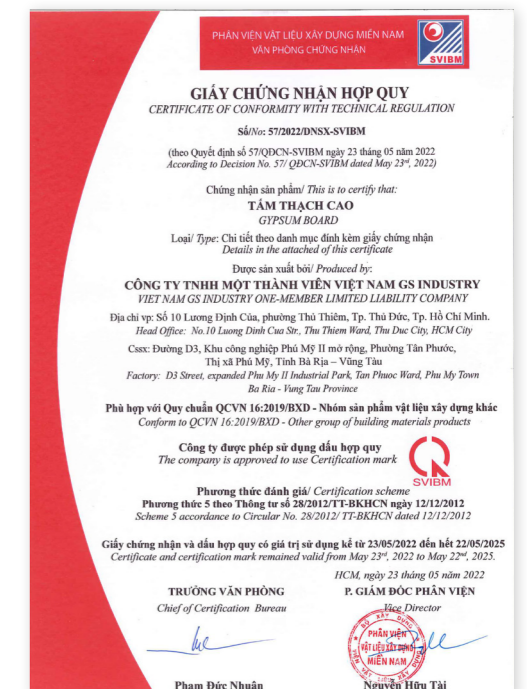 PHÂN VIỆN VẬT LIỆU XÂY DỰNG MIỀN NAM
VĂN PHÒNG CHỨNG NHẬN
SVIBM
GIẤY CHỨNG NHẬN HỢP QUY
CERTIFICATE OF CONFORMITY WITH TECHNICAL REGULATION
Số/No: 57/2022/DNSX-SVIBM
(theo Quyết định số 57/QĐCN-SVIBM ngày 23 tháng 05 năm 2022
According to Decision No. 57/ QĐCN-SVIBM dated May 23rd, 2022)
Chứng nhận sản phẩm/ This is to certify that:
TẤM THẠCH CAO
GYPSUM BOARD
Loại/ Type: Chi tiết theo danh mục đính kèm giấy chứng nhận
Details in the attached of this certificate
Được sản xuất bởi/ Produced by:
CÔNG TY TNHH MỘT THÀNH VIÊN VIỆT NAM GS INDUSTRY
VIET NAM GS INDUSTRY ONE-MEMBER LIMITED LIABILITY COMPANY
Địa chỉ vp: Số 10 Lương Định Của, phường Thủ Thiêm, Tp. Thủ Đức, Tp. Hồ Chí Minh.
Head Office: No.10 Luong Dinh Cua Str., Thu Thiem Ward, Thu Duc City, HCM City
Cssx: Đường D3, Khu công nghiệp Phú Mỹ II mở rộng, Phường Tân Phước,
Thị xã Phú Mỹ, Tỉnh Bà Rịa – Vũng Tàu
Factory: D3 Street, expanded Phu My II Industrial Park, Tan Phuoc Ward, Phu My Town
Ba Ria - Vung Tau Province
Phù hợp với Quy chuẩn QCVN 16:2019/BXD - Nhóm sản phẩm vật liệu xây dựng khác
Conform to QCVN 16:2019/BXD - Other group of building materials products
Công ty được phép sử dụng dấu hợp quy
The company is approved to use Certification mark
SVIBM
Phương thức đánh giá/ Certification scheme
Phương thức 5 theo Thông tư số 28/2012/TT-BKHCN ngày 12/12/2012
Scheme 5 accordance to Circular No. 28/2012/ TT-BKHCN dated 12/12/2012
Giấy chứng nhận và dấu hợp quy có giá trị sử dụng kể từ 23/05/2022 đến hết 22/05/2025
Certificate and certification mark remained valid from May 23rd, 2022 to May 22nd, 2025.
HCM, ngày 23 tháng 05 năm 2022
TRƯỞNG VĂN PHÒNG
P. GIÁM ĐỐC PHÂN VIỆN
Chief of Certification Bureau
Vice Director
PHÂN VIỆN
VẬT LIỆU XÂY DỰNG
MIỀN NAM
Phạm Đức Nhuận
Nguyễn Hữu Tài